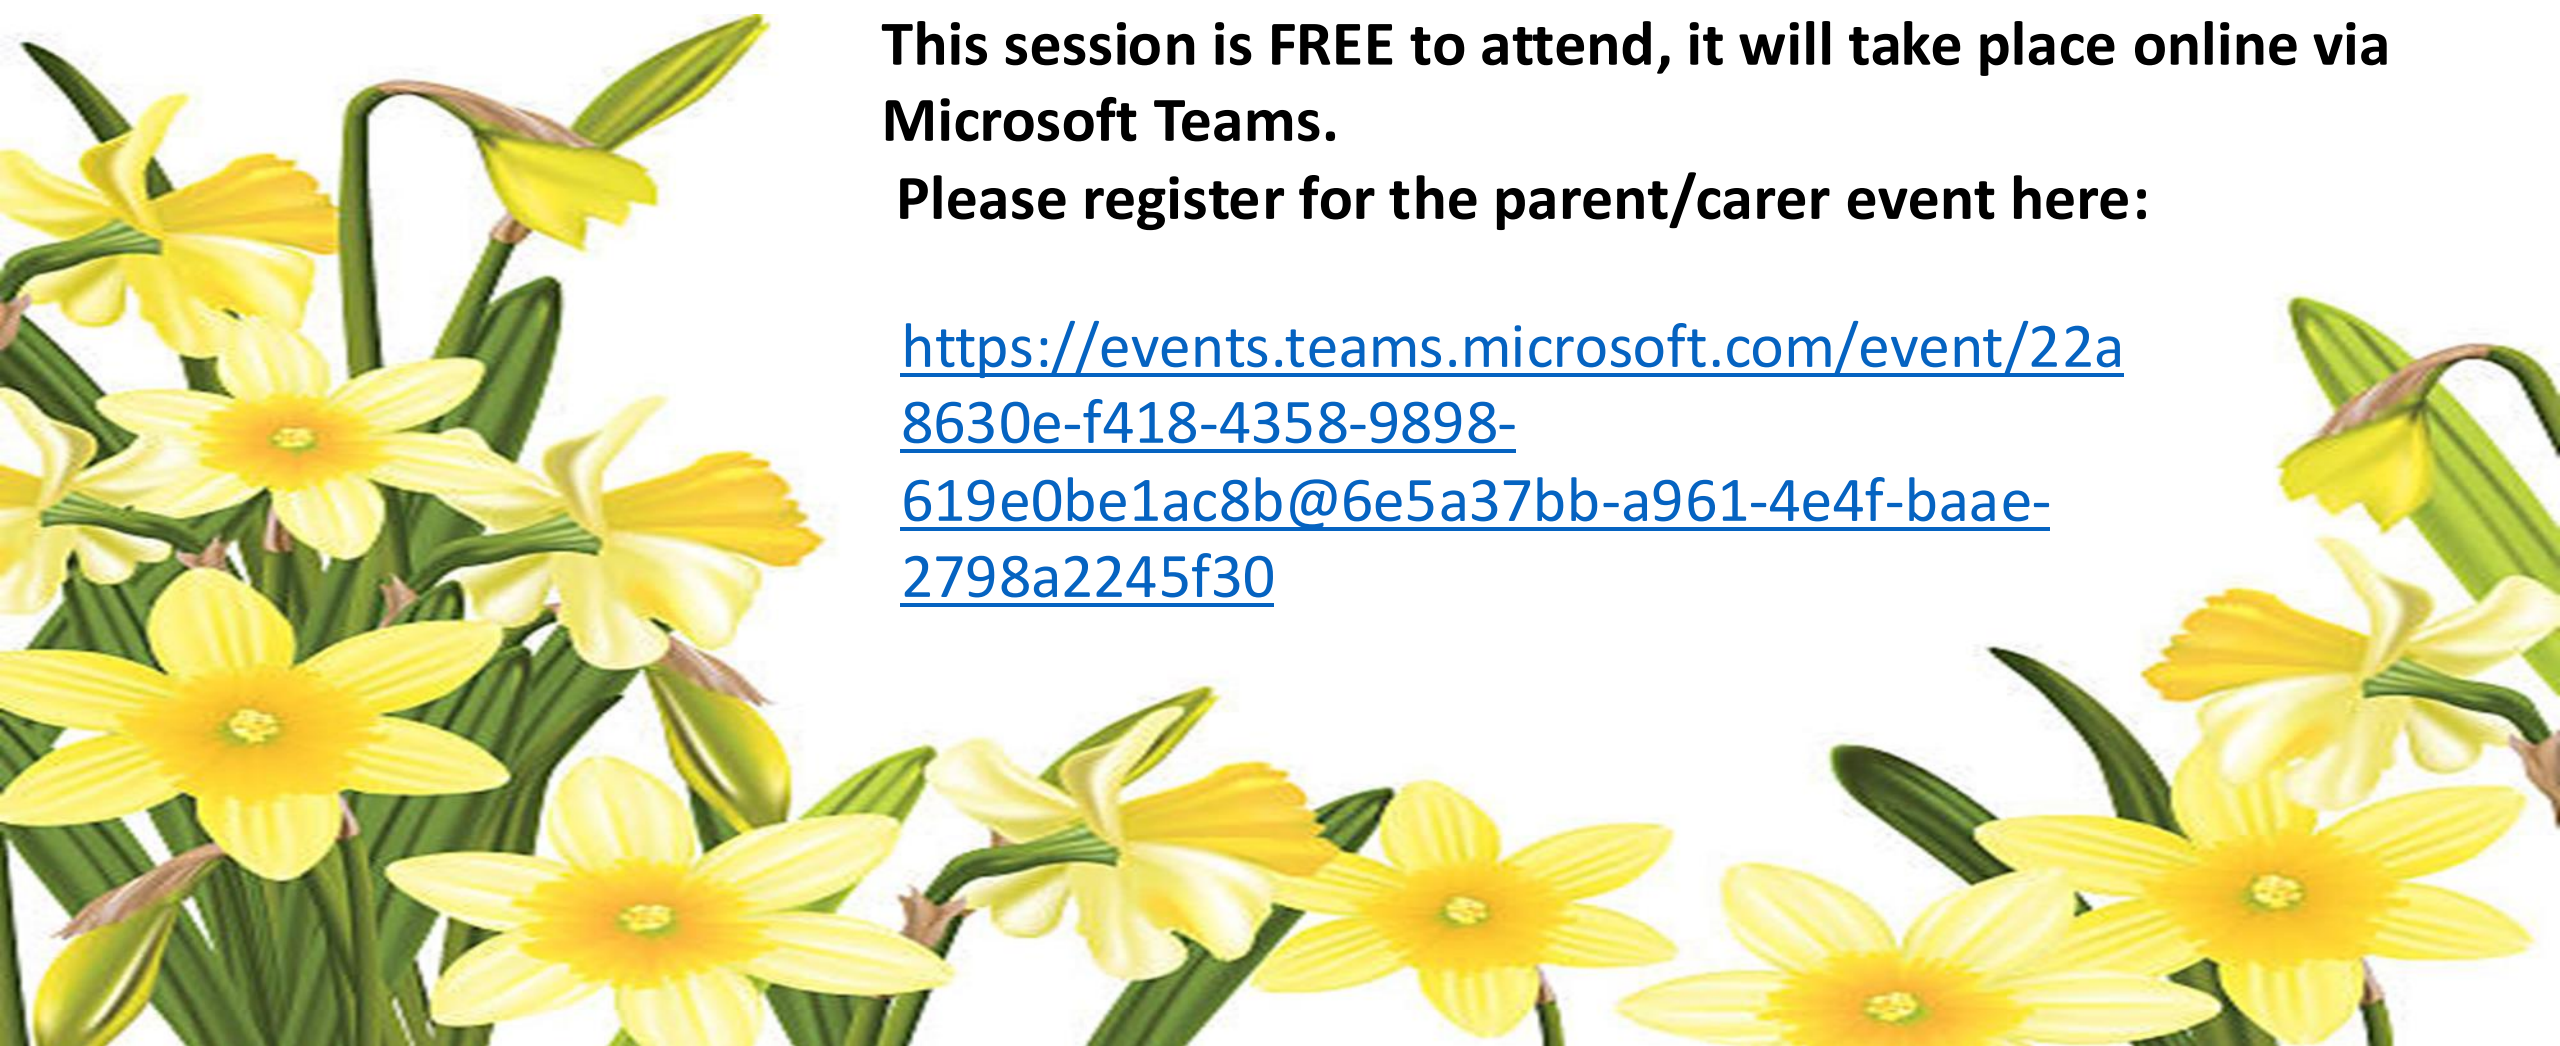 This session is FREE to attend, it will take place online via
Microsoft Teams.
Please register for the parent/carer event here:
https://events.teams.microsoft.com/event/22a
8630e-f418-4358-9898-
619e0be1ac8b@6e5a37bb-a961-4e4f-baae-
2798a2245f30